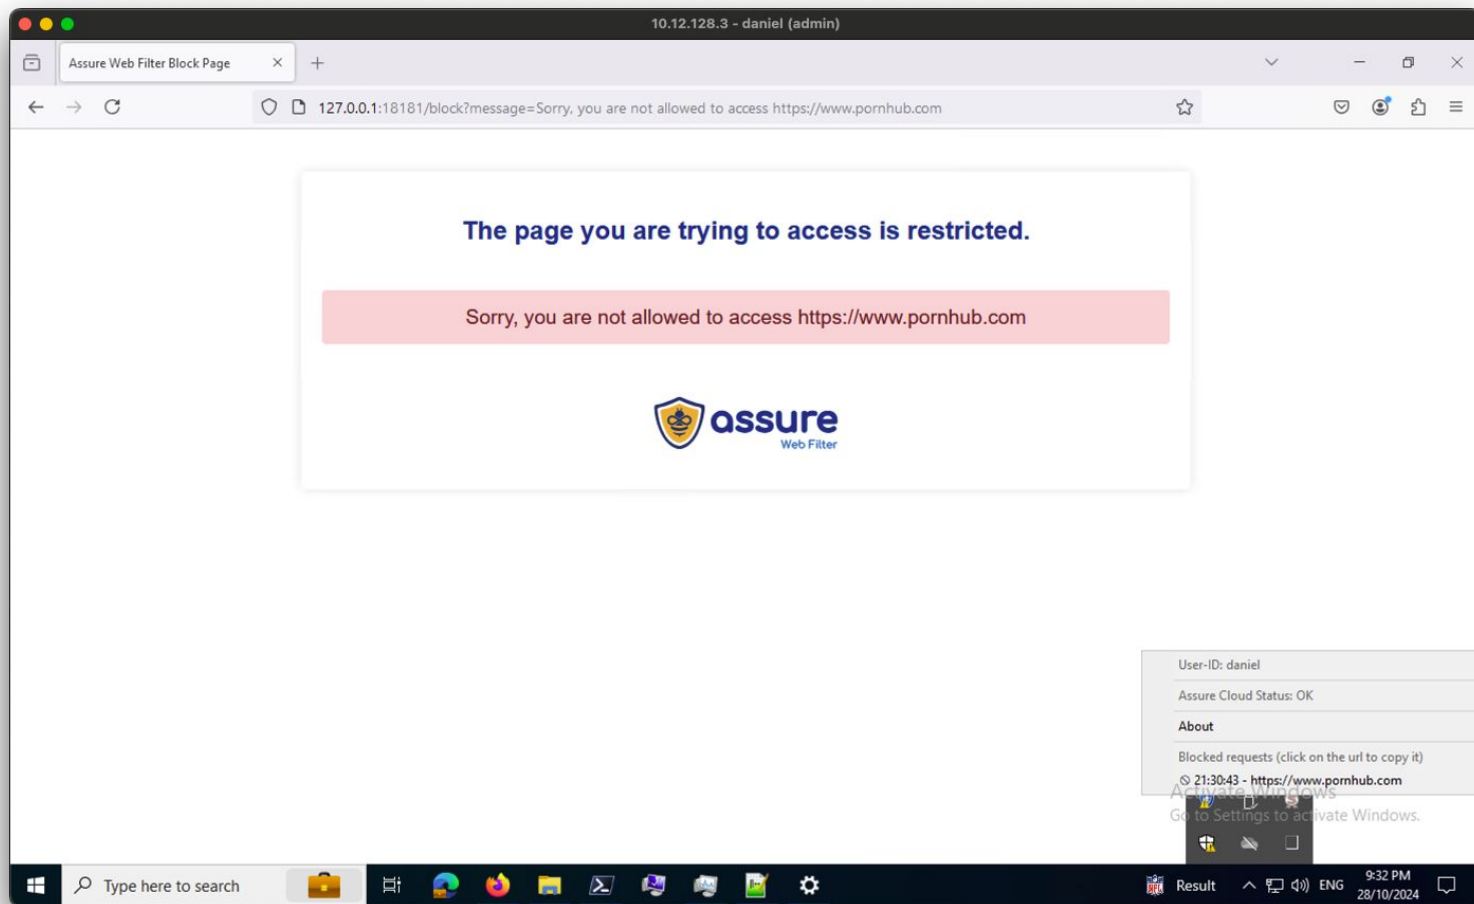 10.12.128.3 - daniel (admin)
Assure Web Filter Block Page
127.0.0.1:18181/block?message=Sorry, you are not allowed to access https://www.pornhub.com
The page you are trying to access is restricted.
Sorry, you are not allowed to access https://www.pornhub.com
assure
Web Filter
User-ID: daniel
Assure Cloud Status: OK
About
Blocked requests (click on the url to copy it)
21:30:43 - https://www.pornhub.com
Activate Windows
Go to Settings to activate Windows.
Type here to search
Result
ENG
9:32 PM
28/10/2024